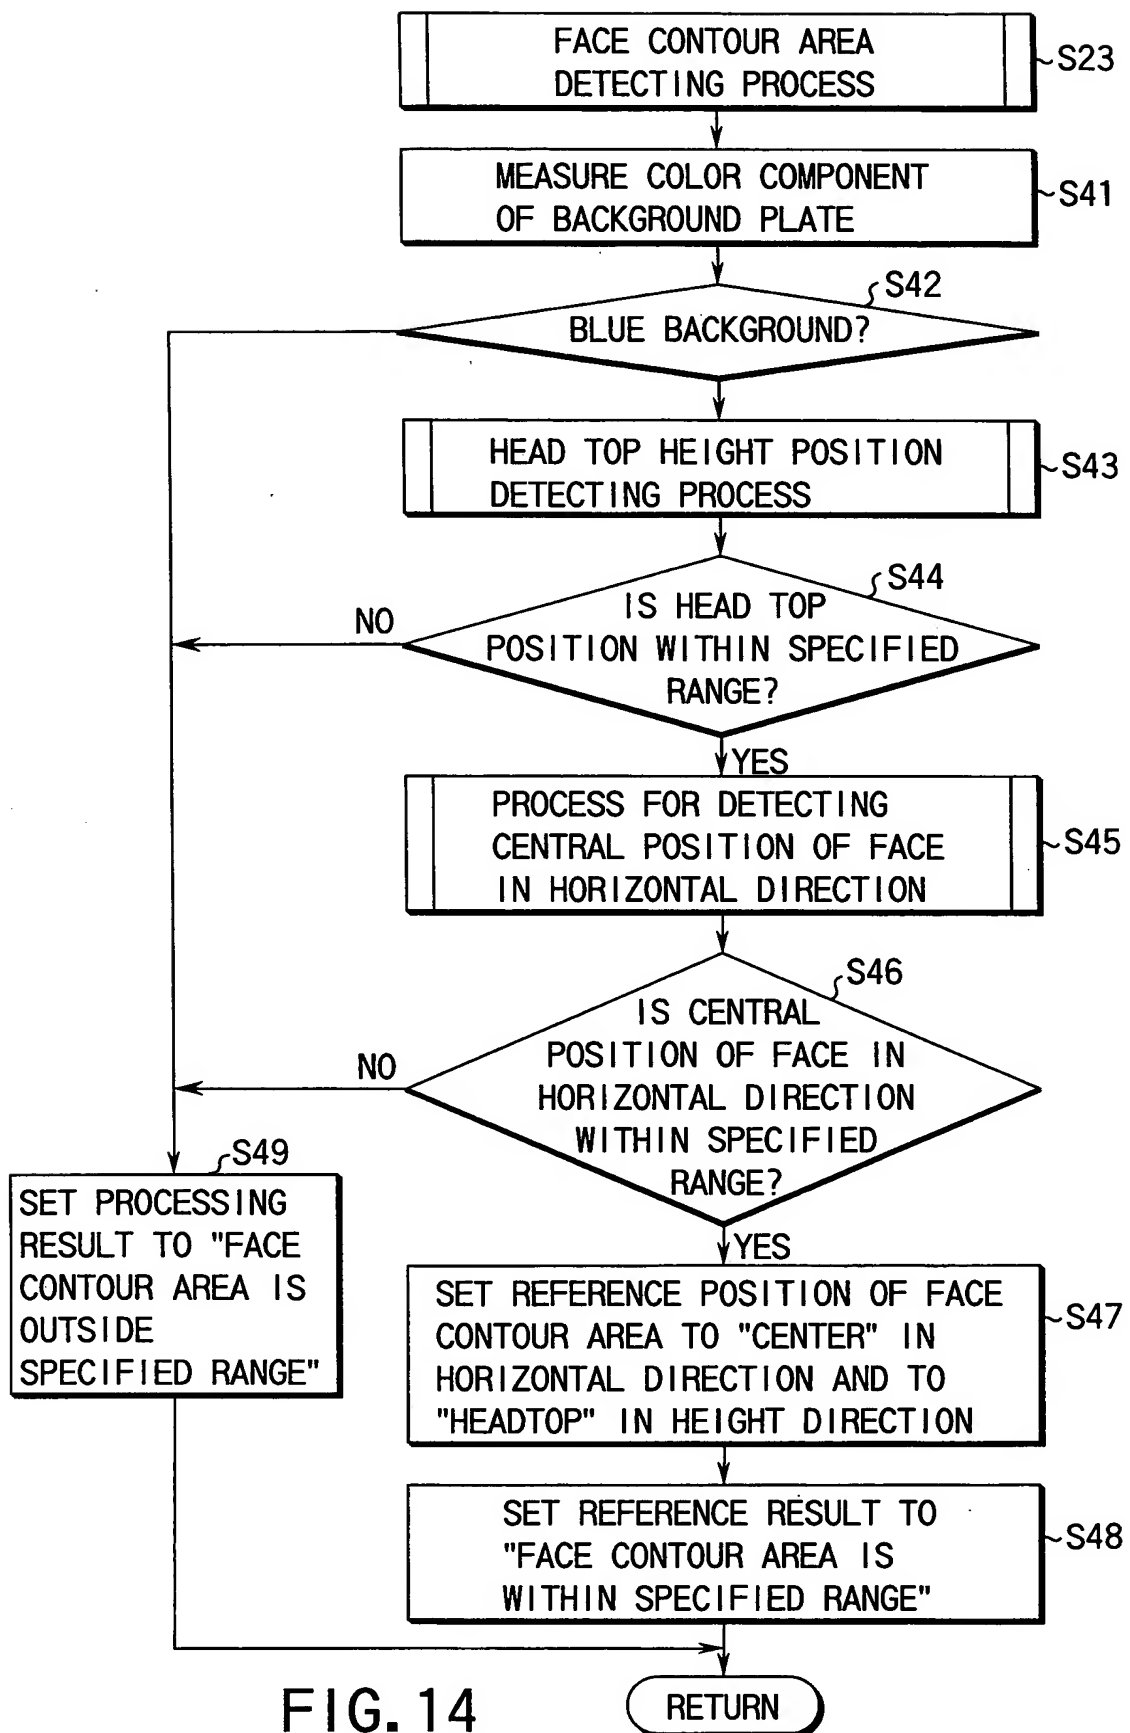 FACE CONTOUR AREA
DETECTING PROCESS
S23
MEASURE COLOR COMPONENT
OF BACKGROUND PLATE
S41
S42
BLUE BACKGROUND?
HEAD TOP HEIGHT POSITION
DETECTING PROCESS
S43
S44
IS HEAD TOP
POSITION WITHIN SPECIFIED
RANGE?
NO
YES
PROCESS FOR DETECTING
CENTRAL POSITION OF FACE
IN HORIZONTAL DIRECTION
S45
S46
IS CENTRAL
POSITION OF FACE IN
HORIZONTAL DIRECTION
WITHIN SPECIFIED
RANGE?
NO
YES
S49
SET PROCESSING
RESULT TO "FACE
CONTOUR AREA IS
OUTSIDE
SPECIFIED RANGE"
SET REFERENCE POSITION OF FACE
CONTOUR AREA TO "CENTER" IN
HORIZONTAL DIRECTION AND TO
"HEADTOP" IN HEIGHT DIRECTION
S47
SET REFERENCE RESULT TO
"FACE CONTOUR AREA IS
WITHIN SPECIFIED RANGE"
S48
RETURN
FIG. 14